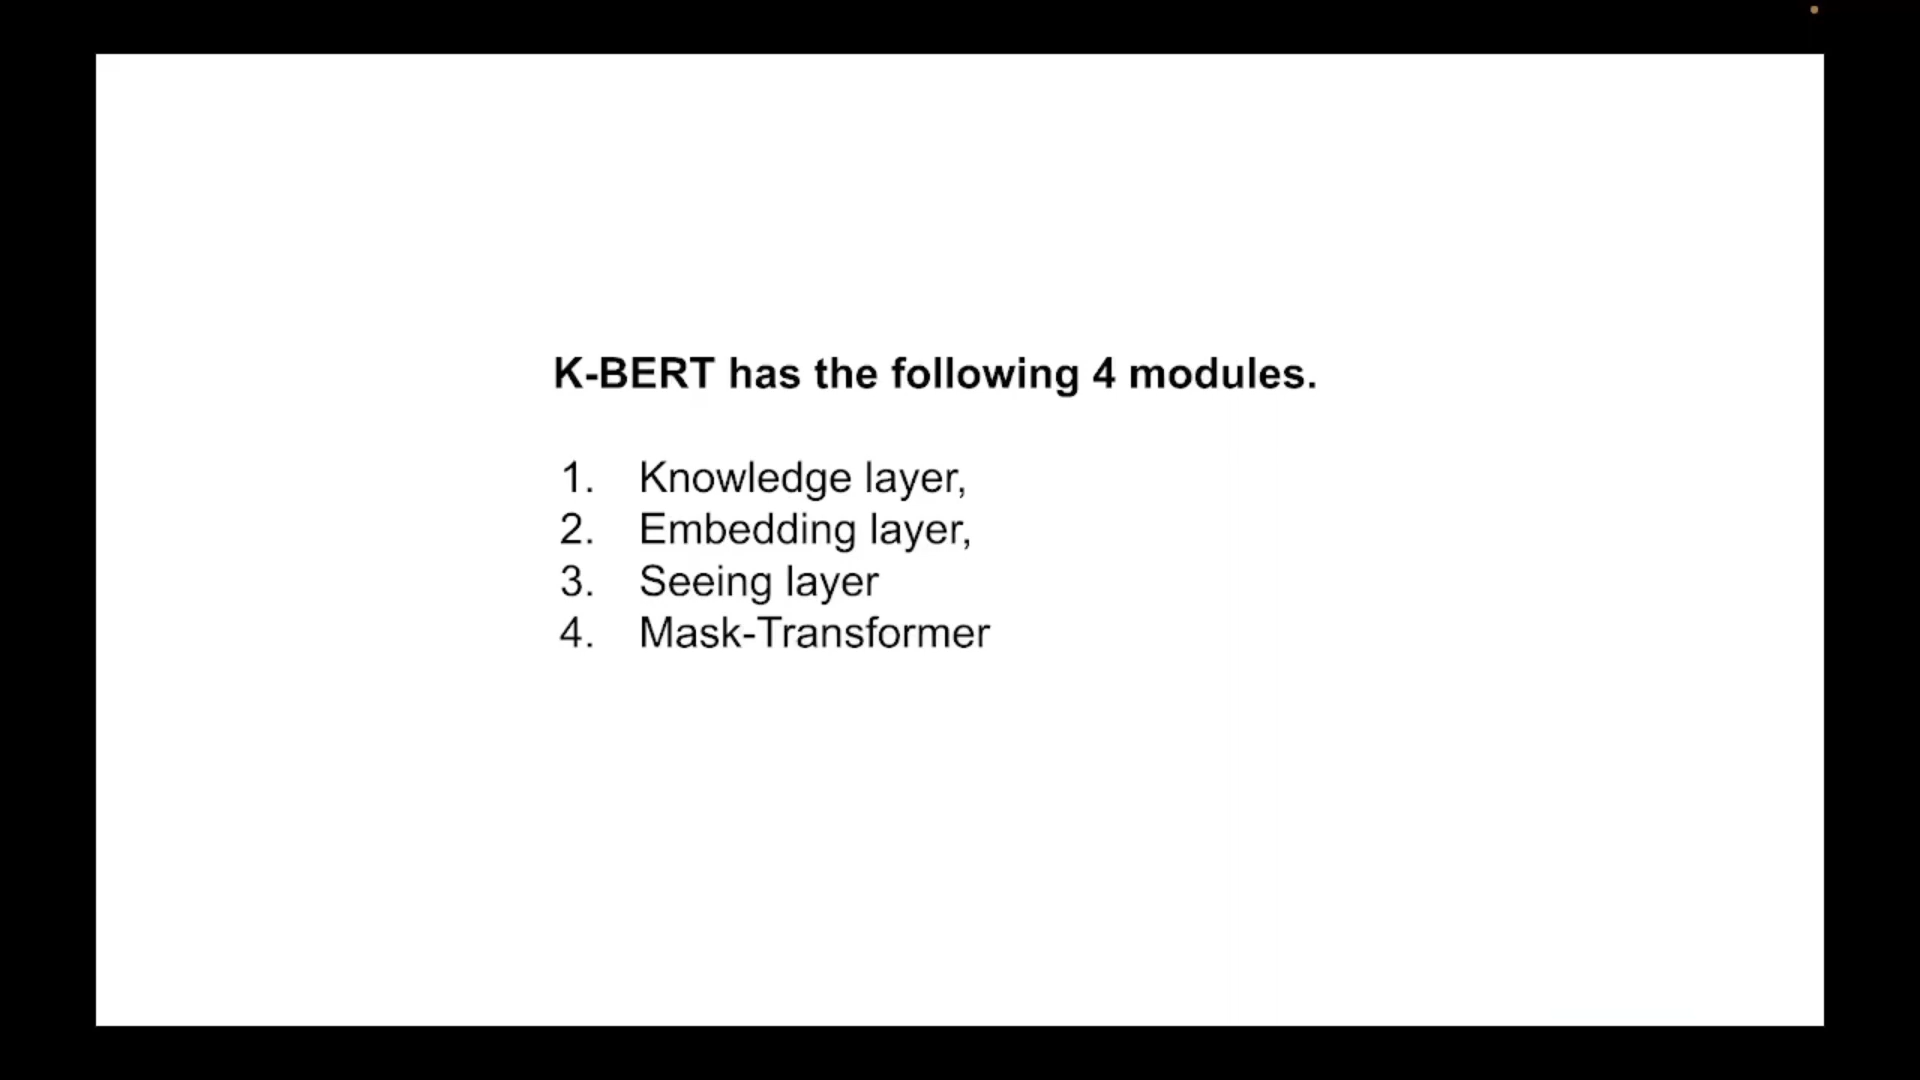 K-BERT has the following 4 modules.
1. Knowledge layer,
2. Embedding layer,
3. Seeing layer
4. Mask-Transformer